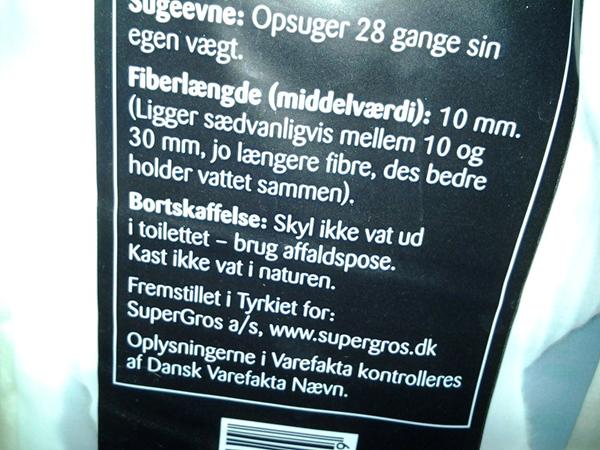 Sugeevne: Opsuger 28 gange sin
egen vægt.
Fiberlængde (middelværdi): 10 mm.
(Ligger sædvanligvis mellem 10 og
30 mm, jo længere fibre, des bedre
holder vattet sammen).
Bortskaffelse: Skyl ikke vat ud
i toilettet – brug affaldspose.
Kast ikke vat i naturen.
Fremstillet i Tyrkiet for:
SuperGros a/s, www.supergros.dk
Oplysningerne i Varefakta kontrolleres
af Dansk Varefakta Nævn.